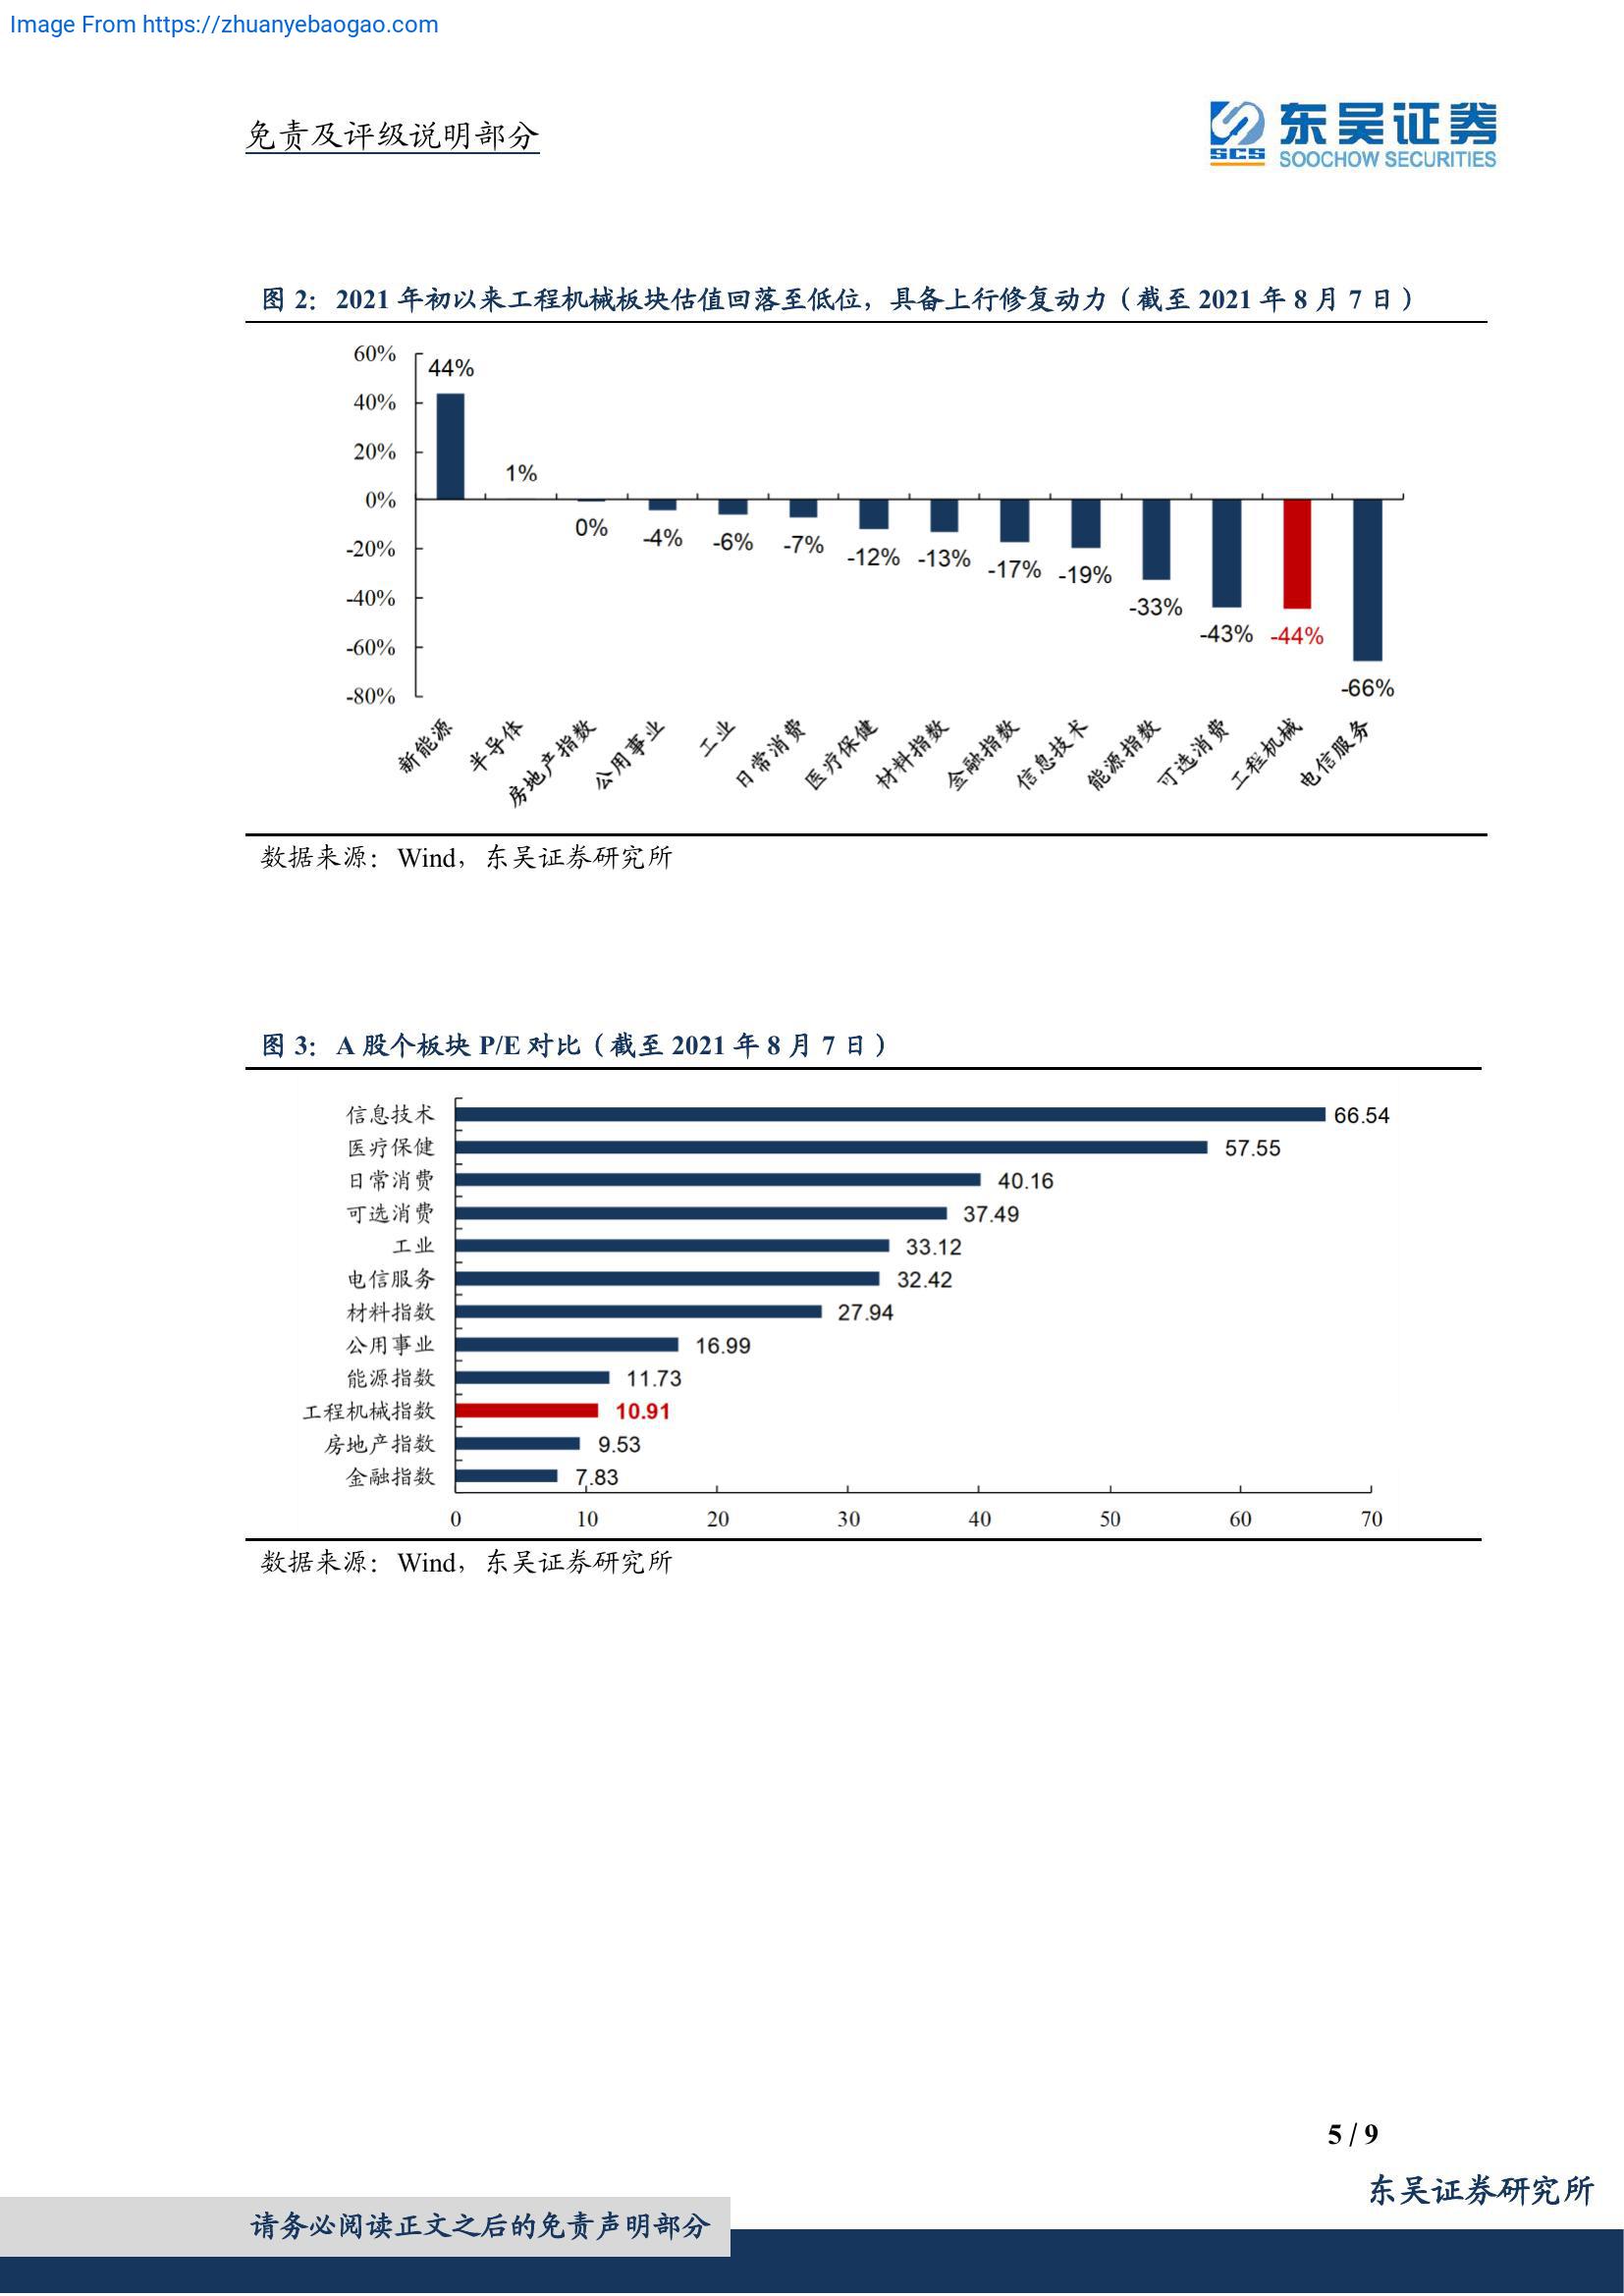 Image From https://zhuanyebaogao.com
免责及评级说明部分
东吴证券
SCS
SOOCHOW SECURITIES
图 2：2021 年初以来工程机械板块估值回落至低位，具备上行修复动力（截至 2021 年 8 月 7 日）
60%
40%
20%
0%
-20%
-40%
-60%
-80%
44%
1%
0%
-4%
-6%
-7%
-12%
-13%
-17%
-19%
-33%
-43%
-44%
-66%
新能源
半导体
房地产指数
公用事业
工业
日常消费
医疗保健
材料指数
金融指数
信息技术
能源指数
可选消费
工程机械
电信服务
数据来源：Wind，东吴证券研究所
图 3：A 股个板块 P/E 对比（截至 2021 年 8 月 7 日）
信息技术 66.54
医疗保健 57.55
日常消费 40.16
可选消费 37.49
工业 33.12
电信服务 32.42
材料指数 27.94
公用事业 16.99
能源指数 11.73
工程机械指数 10.91
房地产指数 9.53
金融指数 7.83
0 10 20 30 40 50 60 70
数据来源：Wind，东吴证券研究所
5 / 9
东吴证券研究所
请务必阅读正文之后的免责声明部分